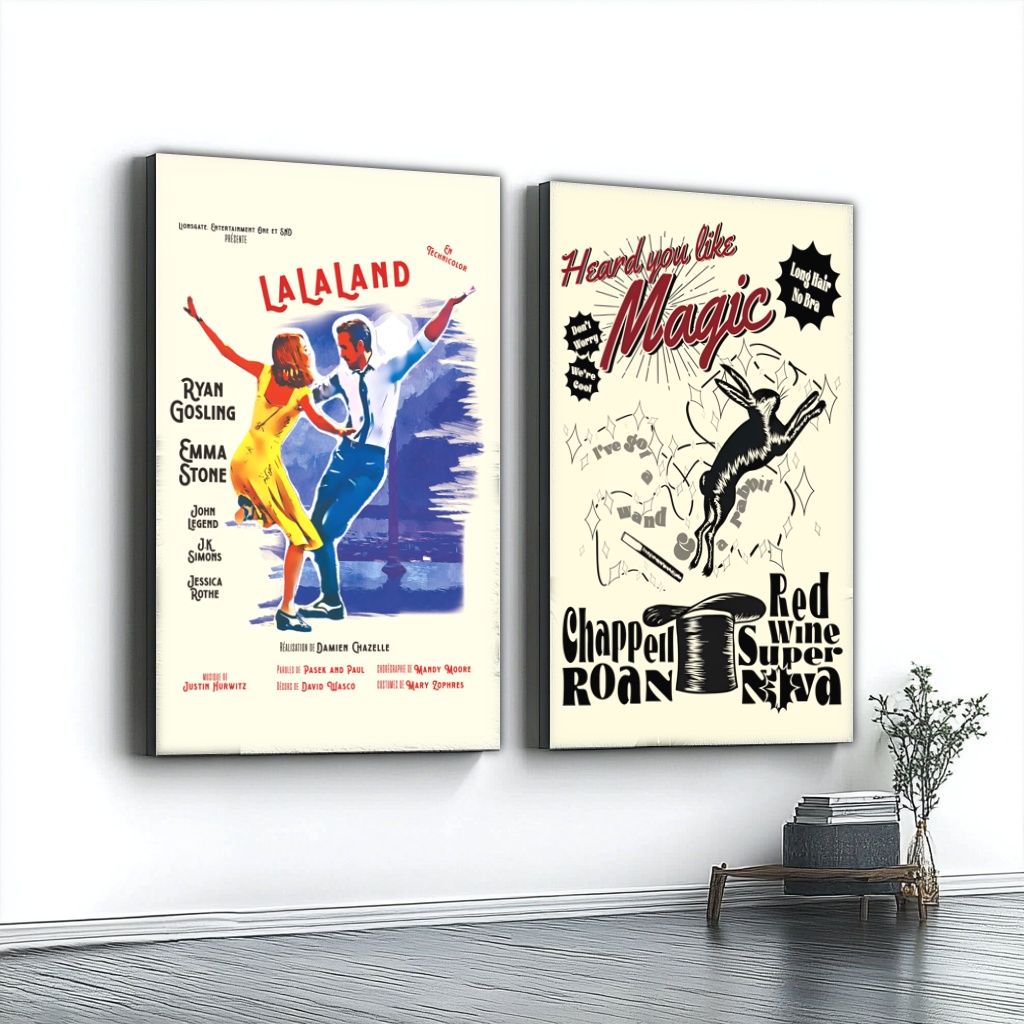 Lionsgate, Entertainment One et SND
PRÉSENTE
En
Technicolor
LALALAND
Ryan
Gosling
Emma
Stone
John
Legend
J.K
Simons
Jessica
Rothe
Réalisation de Damien Chazelle
Musique de
Justin Hurwitz
Paroles de Pasek and Paul
Décors de David Wasco
Chorégraphie de Mandy Moore
Costumes de Mary Zophres
Heard you like
Magic
Long Hair
No Bra
Don't
Worry
We're
Cool
I've got
a
wand
&
a
rabbit
Chappell
ROAN
Red
Wine
Super
Nova